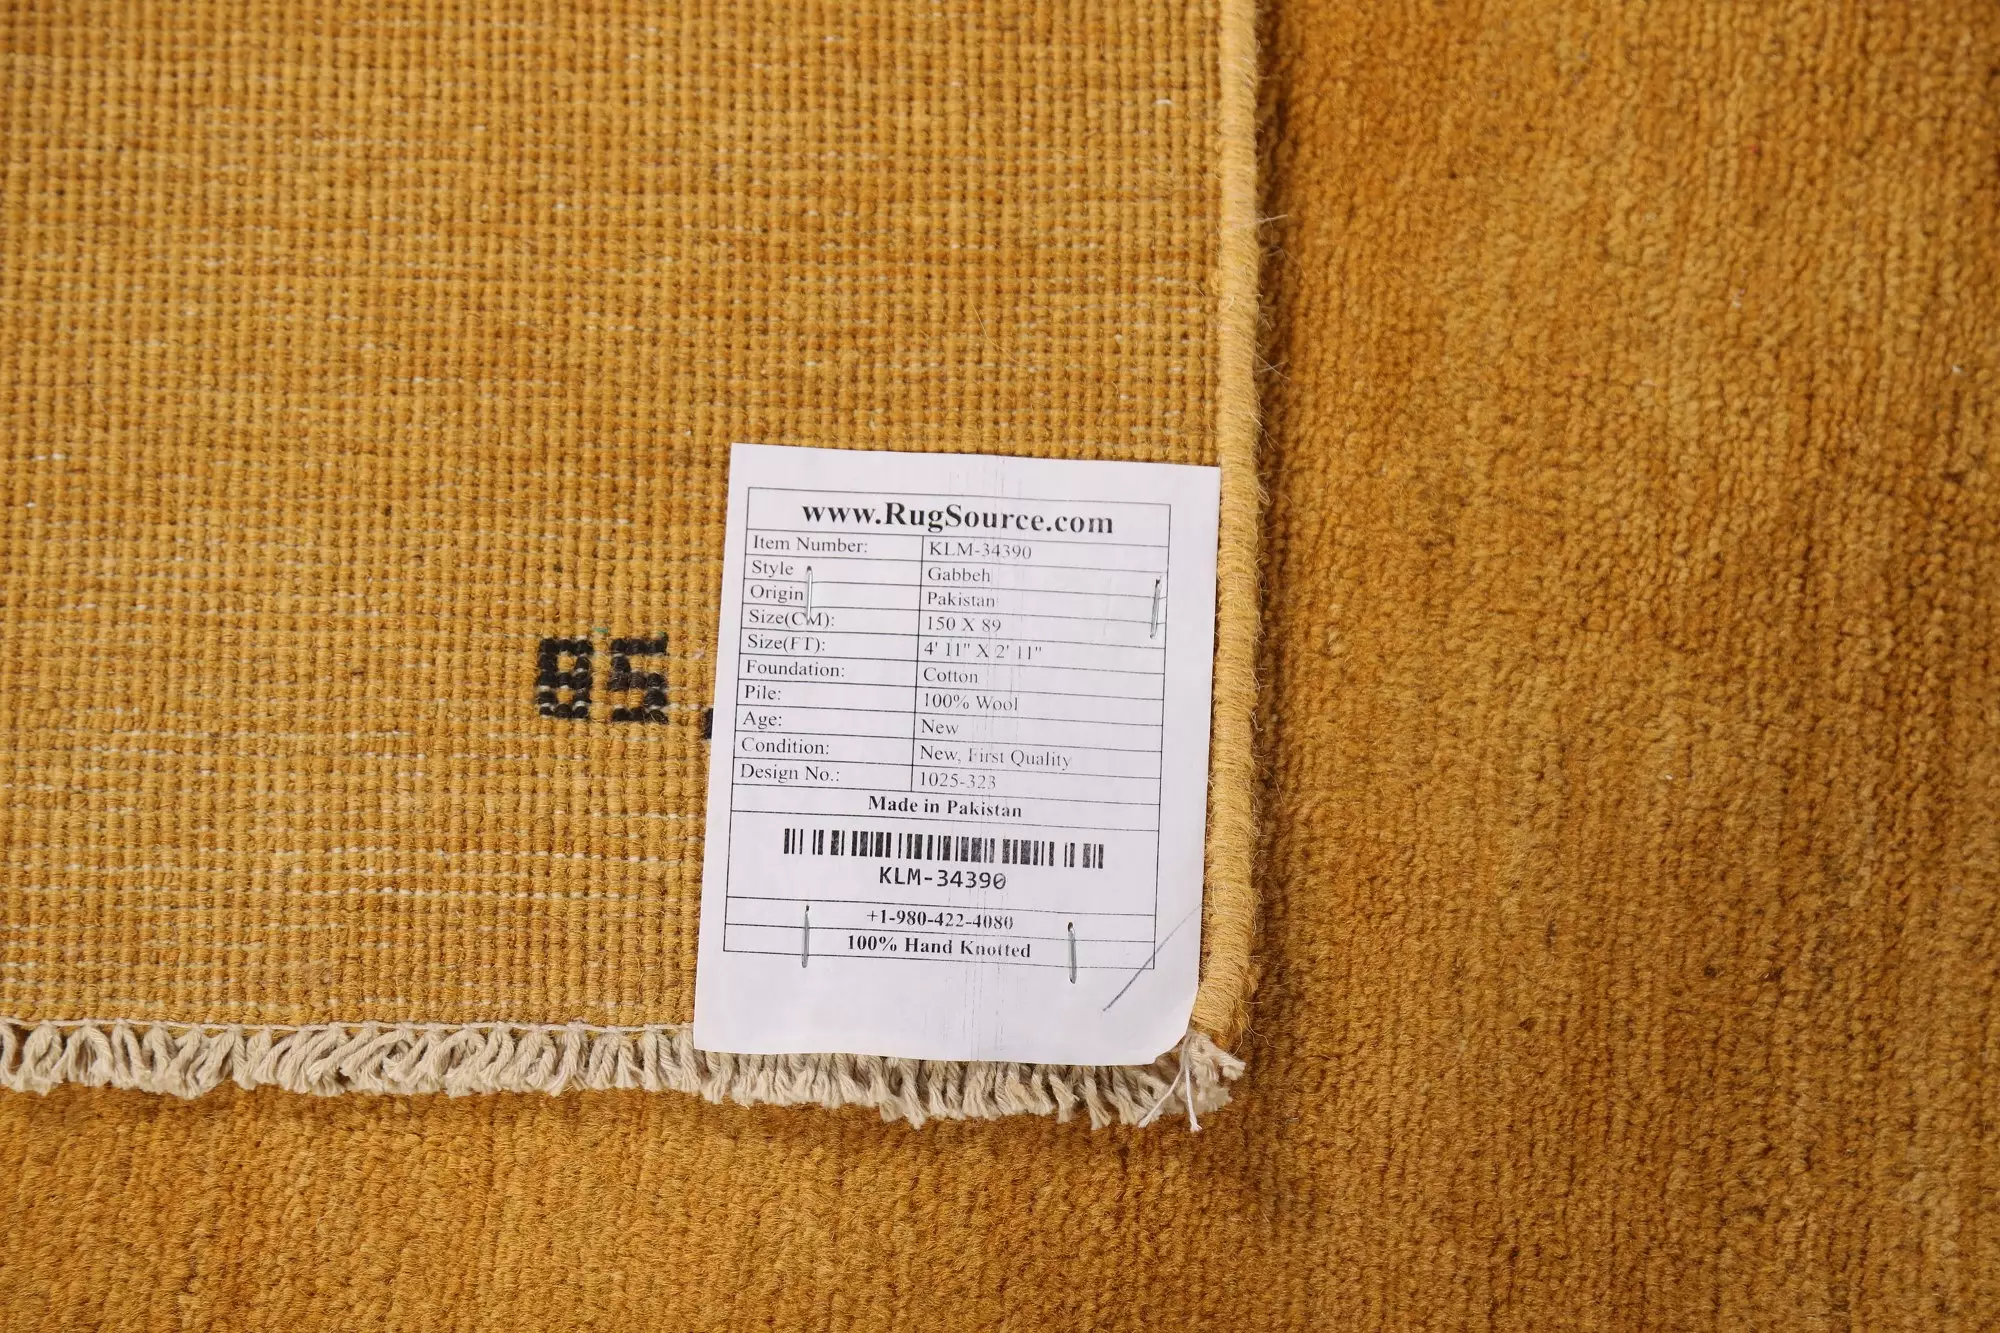 85.
www.RugSource.com
Item Number: KLM-34390
Style Gabbeh
Origin Pakistan
Size(CM): 150 X 89
Size(FT): 4' 11" X 2' 11"
Foundation: Cotton
Pile: 100% Wool
Age: New
Condition: New, First Quality
Design No.: 1025-323
Made in Pakistan
KLM-34390
+1-980-422-4080
100% Hand Knotted